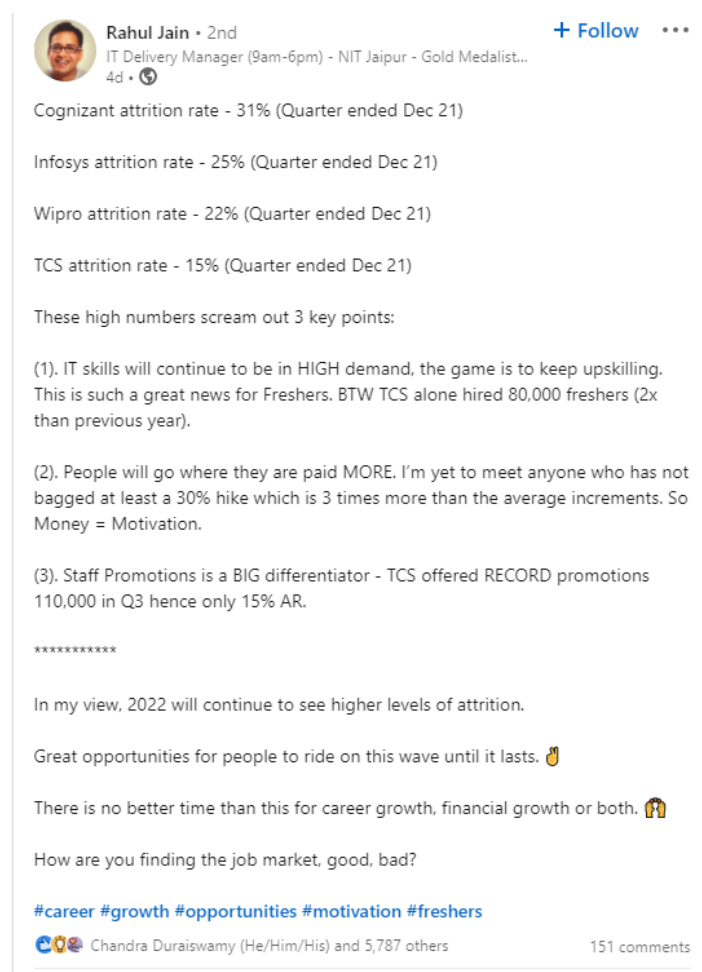 Rahul Jain • 2nd
+ Follow
IT Delivery Manager (9am-6pm) - NIT Jaipur - Gold Medalist...
4d •
Cognizant attrition rate - 31% (Quarter ended Dec 21)
Infosys attrition rate - 25% (Quarter ended Dec 21)
Wipro attrition rate - 22% (Quarter ended Dec 21)
TCS attrition rate - 15% (Quarter ended Dec 21)
These high numbers scream out 3 key points:
(1). IT skills will continue to be in HIGH demand, the game is to keep upskilling.
This is such a great news for Freshers. BTW TCS alone hired 80,000 freshers (2x
than previous year).
(2). People will go where they are paid MORE. I'm yet to meet anyone who has not
bagged at least a 30% hike which is 3 times more than the average increments. So
Money = Motivation.
(3). Staff Promotions is a BIG differentiator - TCS offered RECORD promotions
110,000 in Q3 hence only 15% AR.
***********
In my view, 2022 will continue to see higher levels of attrition.
Great opportunities for people to ride on this wave until it lasts. ✌
There is no better time than this for career growth, financial growth or both. 🙌
How are you finding the job market, good, bad?
#career #growth #opportunities #motivation #freshers
Chandra Duraiswamy (He/Him/His) and 5,787 others
151 comments